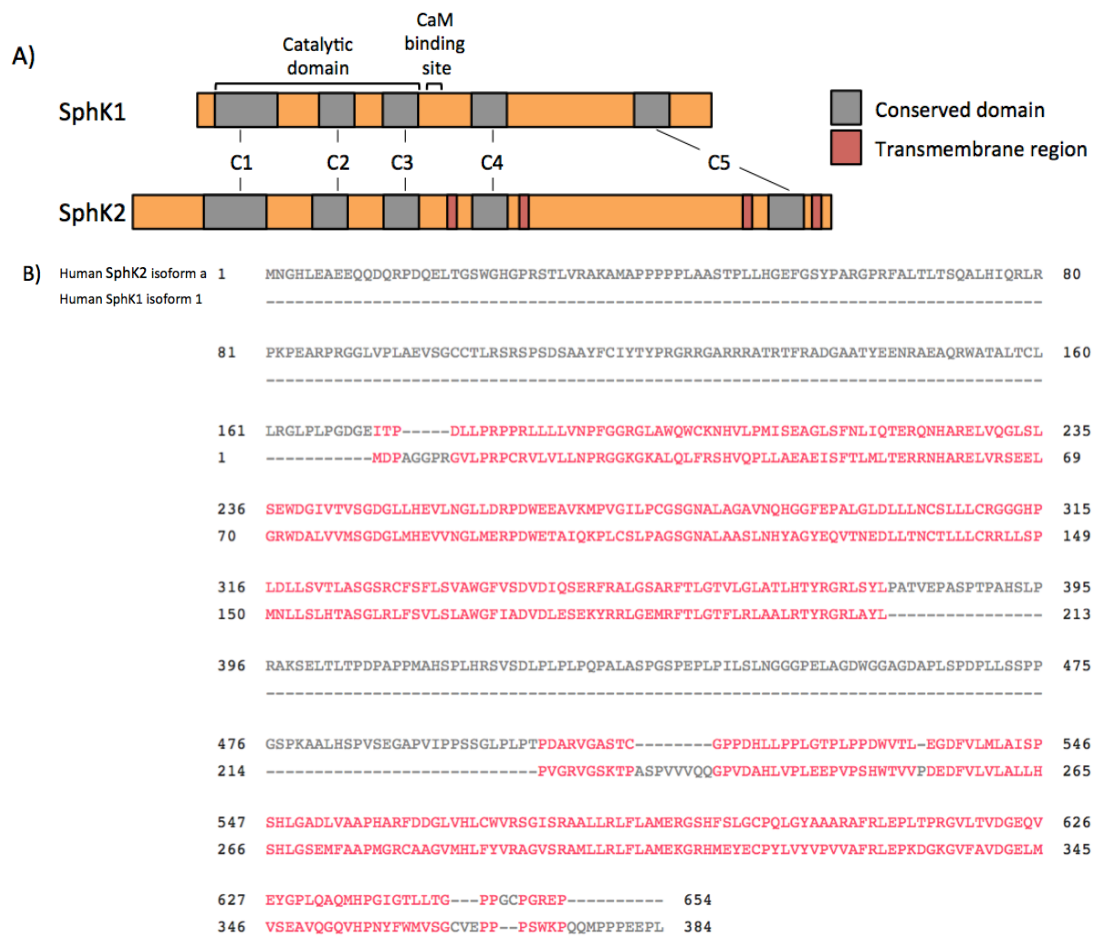 A)
Catalytic domain
CaM binding site
SphK1
Conserved domain
Transmembrane region
C1 C2 C3 C4 C5
SphK2
B)
Human SphK2 isoform a 1 MNGHLEAEEQQDQRPDQELTGSWGHGPRSTLVRAKAMAPPPPPLAASTPLLHGEFGSYPARGPRFALTLTSQALHIQRLR 80
Human SphK1 isoform 1 --------------------------------------------------------------------------------
81 PKPEARPRGGLVPLAEVSGCCTLRSRSPSDSAAYFCIYTYPRGRRGARRRATRTFRADGAATYEENRAEAQRWATALTCL 160
--------------------------------------------------------------------------------
161 LRGLPLPGDGEITP-----DLLPRPPRLLLLVNPFGGRGLAWQWCKNHVLPMISEAGLSFNLIQTERQNHARELVQGLSL 235
1 -----------MDPAGGPRGVLPRPCRVLVLLNPRGGKGKALQLFRSHVQPLLAEAEISFTLMLTERRNHARELVRSEEL 69
236 SEWDGIVTVSGDGLLHEVLNGLLDRPDWEEAVKMPVGILPCGSGNALAGAVNQHGGFEPALGLDLLLNCSLLLCRGGGHP 315
70 GRWDALVVMSGDGLMHEVVNGLMERPDWETAIQKPLCSLPAGSGNALAASLNHYAGYEQVTNEDLLTNCTLLLCRRLLSP 149
316 LDLLSVTLASGSRCFSFLSVAWGFVSDVDIQSERFRALGSARFTLGTVLGLATLHTYRGRLSYLPATVEPASPTPAHSLP 395
150 MNLLSLHTASGLRLFSVLSLAWGFIADVDLESEKYRRLGEMRFTLGTFLRLAALRTYRGRLAYL---------------- 213
396 RAKSELTLTPDPAPPMAHSPLHRSVSDLPLPLPQPALASPGSPEPLPILSLNGGGPELAGDWGGAGDAPLSPDPLLSSPP 475
--------------------------------------------------------------------------------
476 GSPKAALHSPVSEGAPVIPPSSGLPLPTPDARVGASTC--------GPPDHLLPPLGTPLPPDWVTL-EGDFVLMLAISP 546
214 ----------------------------PVGRVGSKTPASPVVVQQGPVDAHLVPLEEPVPSHWTVVPDEDFVLVLALLH 265
547 SHLGADLVAAPHARFDDGLVHLCWVRSGISRAALLRLFLAMERGSHFSLGCPQLGYAAARAFRLEPLTPRGVLTVDGEQV 626
266 SHLGSEMFAAPMGRCAAGVMHLFYVRAGVSRAMLLRLFLAMEKGRHMEYECPYLVYVPVVAFRLEPKDGKGVFAVDGELM 345
627 EYGPLQAQMHPGIGTLLTG---PPGCPGREP---------- 654
346 VSEAVQGQVHPNYFWMVSGCVEPP--PSWKPQQMPPPEEPL 384